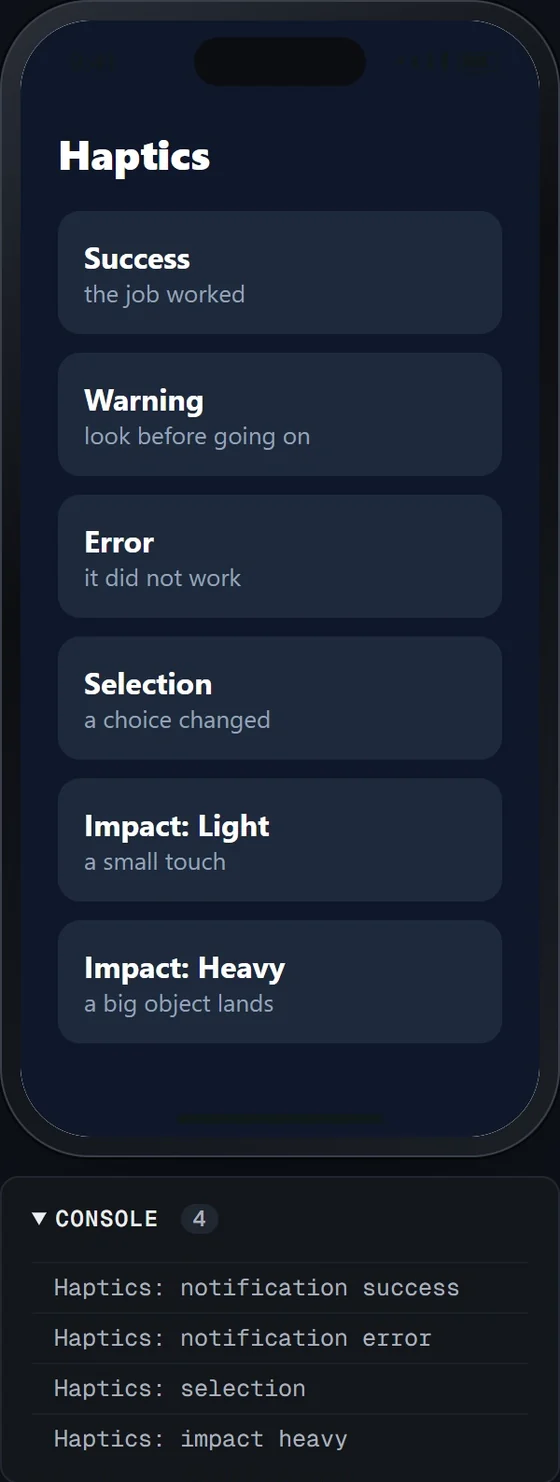 Haptics
Success
the job worked
Warning
look before going on
Error
it did not work
Selection
a choice changed
Impact: Light
a small touch
Impact: Heavy
a big object lands
▼ CONSOLE 4
Haptics: notification success
Haptics: notification error
Haptics: selection
Haptics: impact heavy